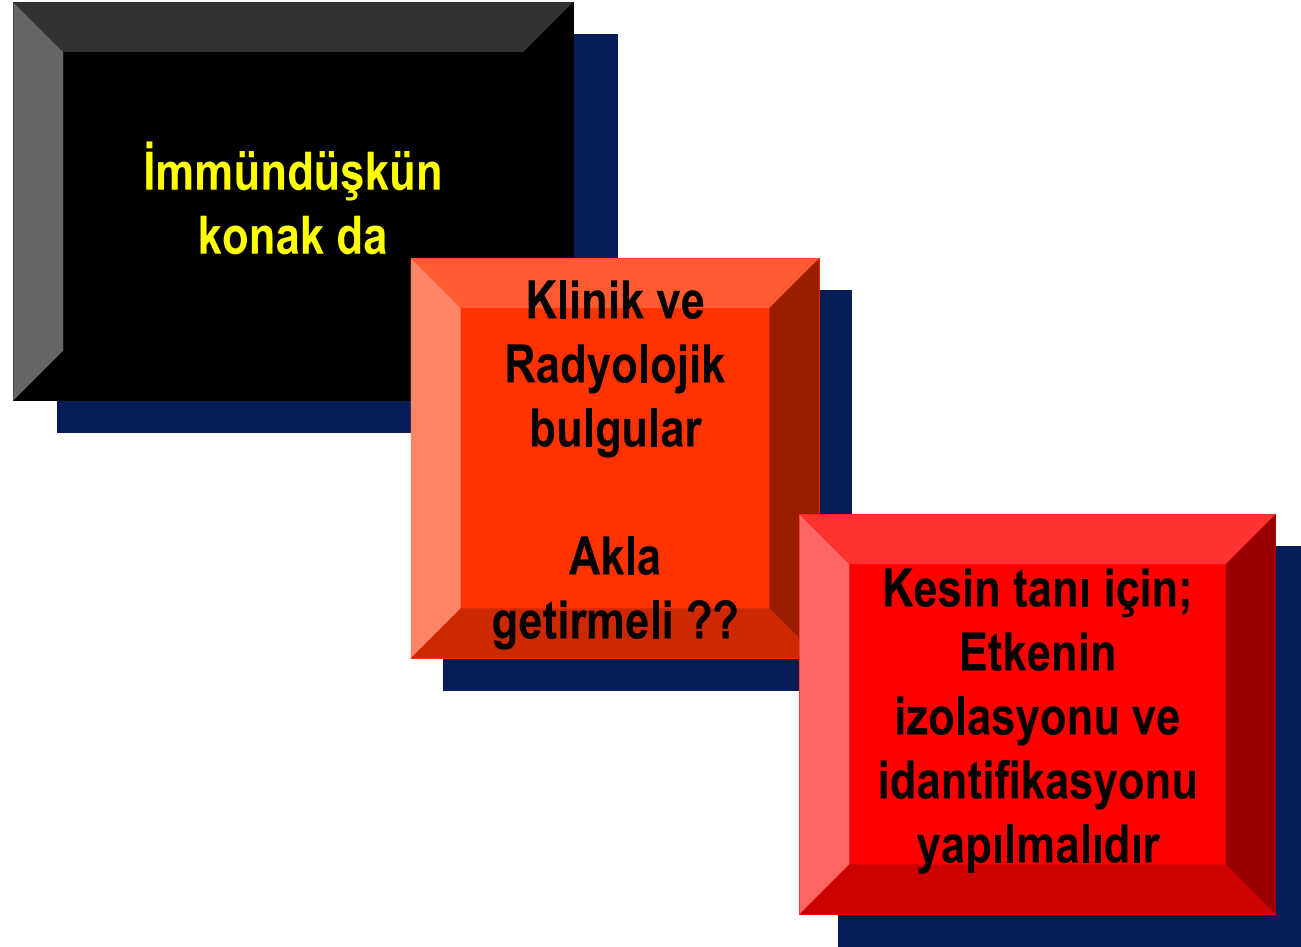 İmmündüşkün
konak da
Klinik ve
Radyolojik
bulgular
Akla
getirmeli ??
Kesin tanı için;
Etkenin
izolasyonu ve
idantifikasyonu
yapılmalıdır